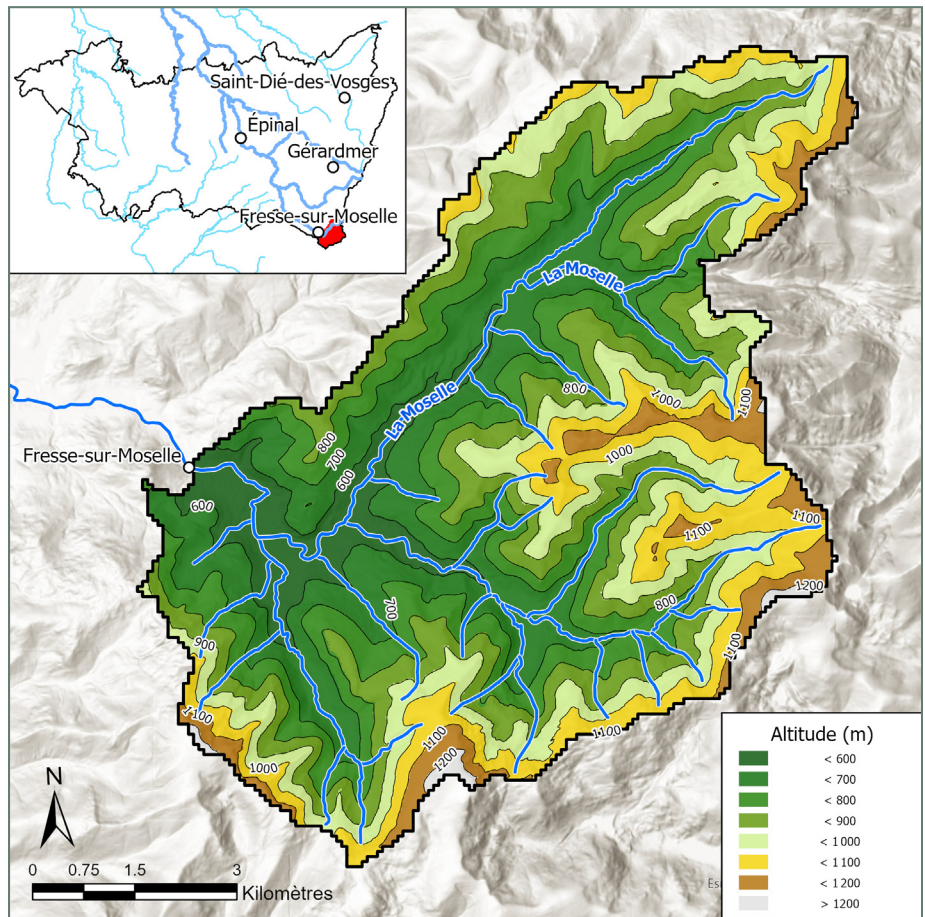 Saint-Dié-des-Vosges
Épinal
Gérardmer
Fresse-sur-Moselle
La Moselle
800
1000
1100
La Moselle
800
700
600
1000
Fresse-sur-Moselle
600
1100
1100
1200
800
700
900
1100
1100
1100
1100
1200
1000
Altitude (m)
< 600
< 700
< 800
< 900
< 1000
< 1100
< 1200
> 1200
N
0 0.75 1.5 3
Kilomètres